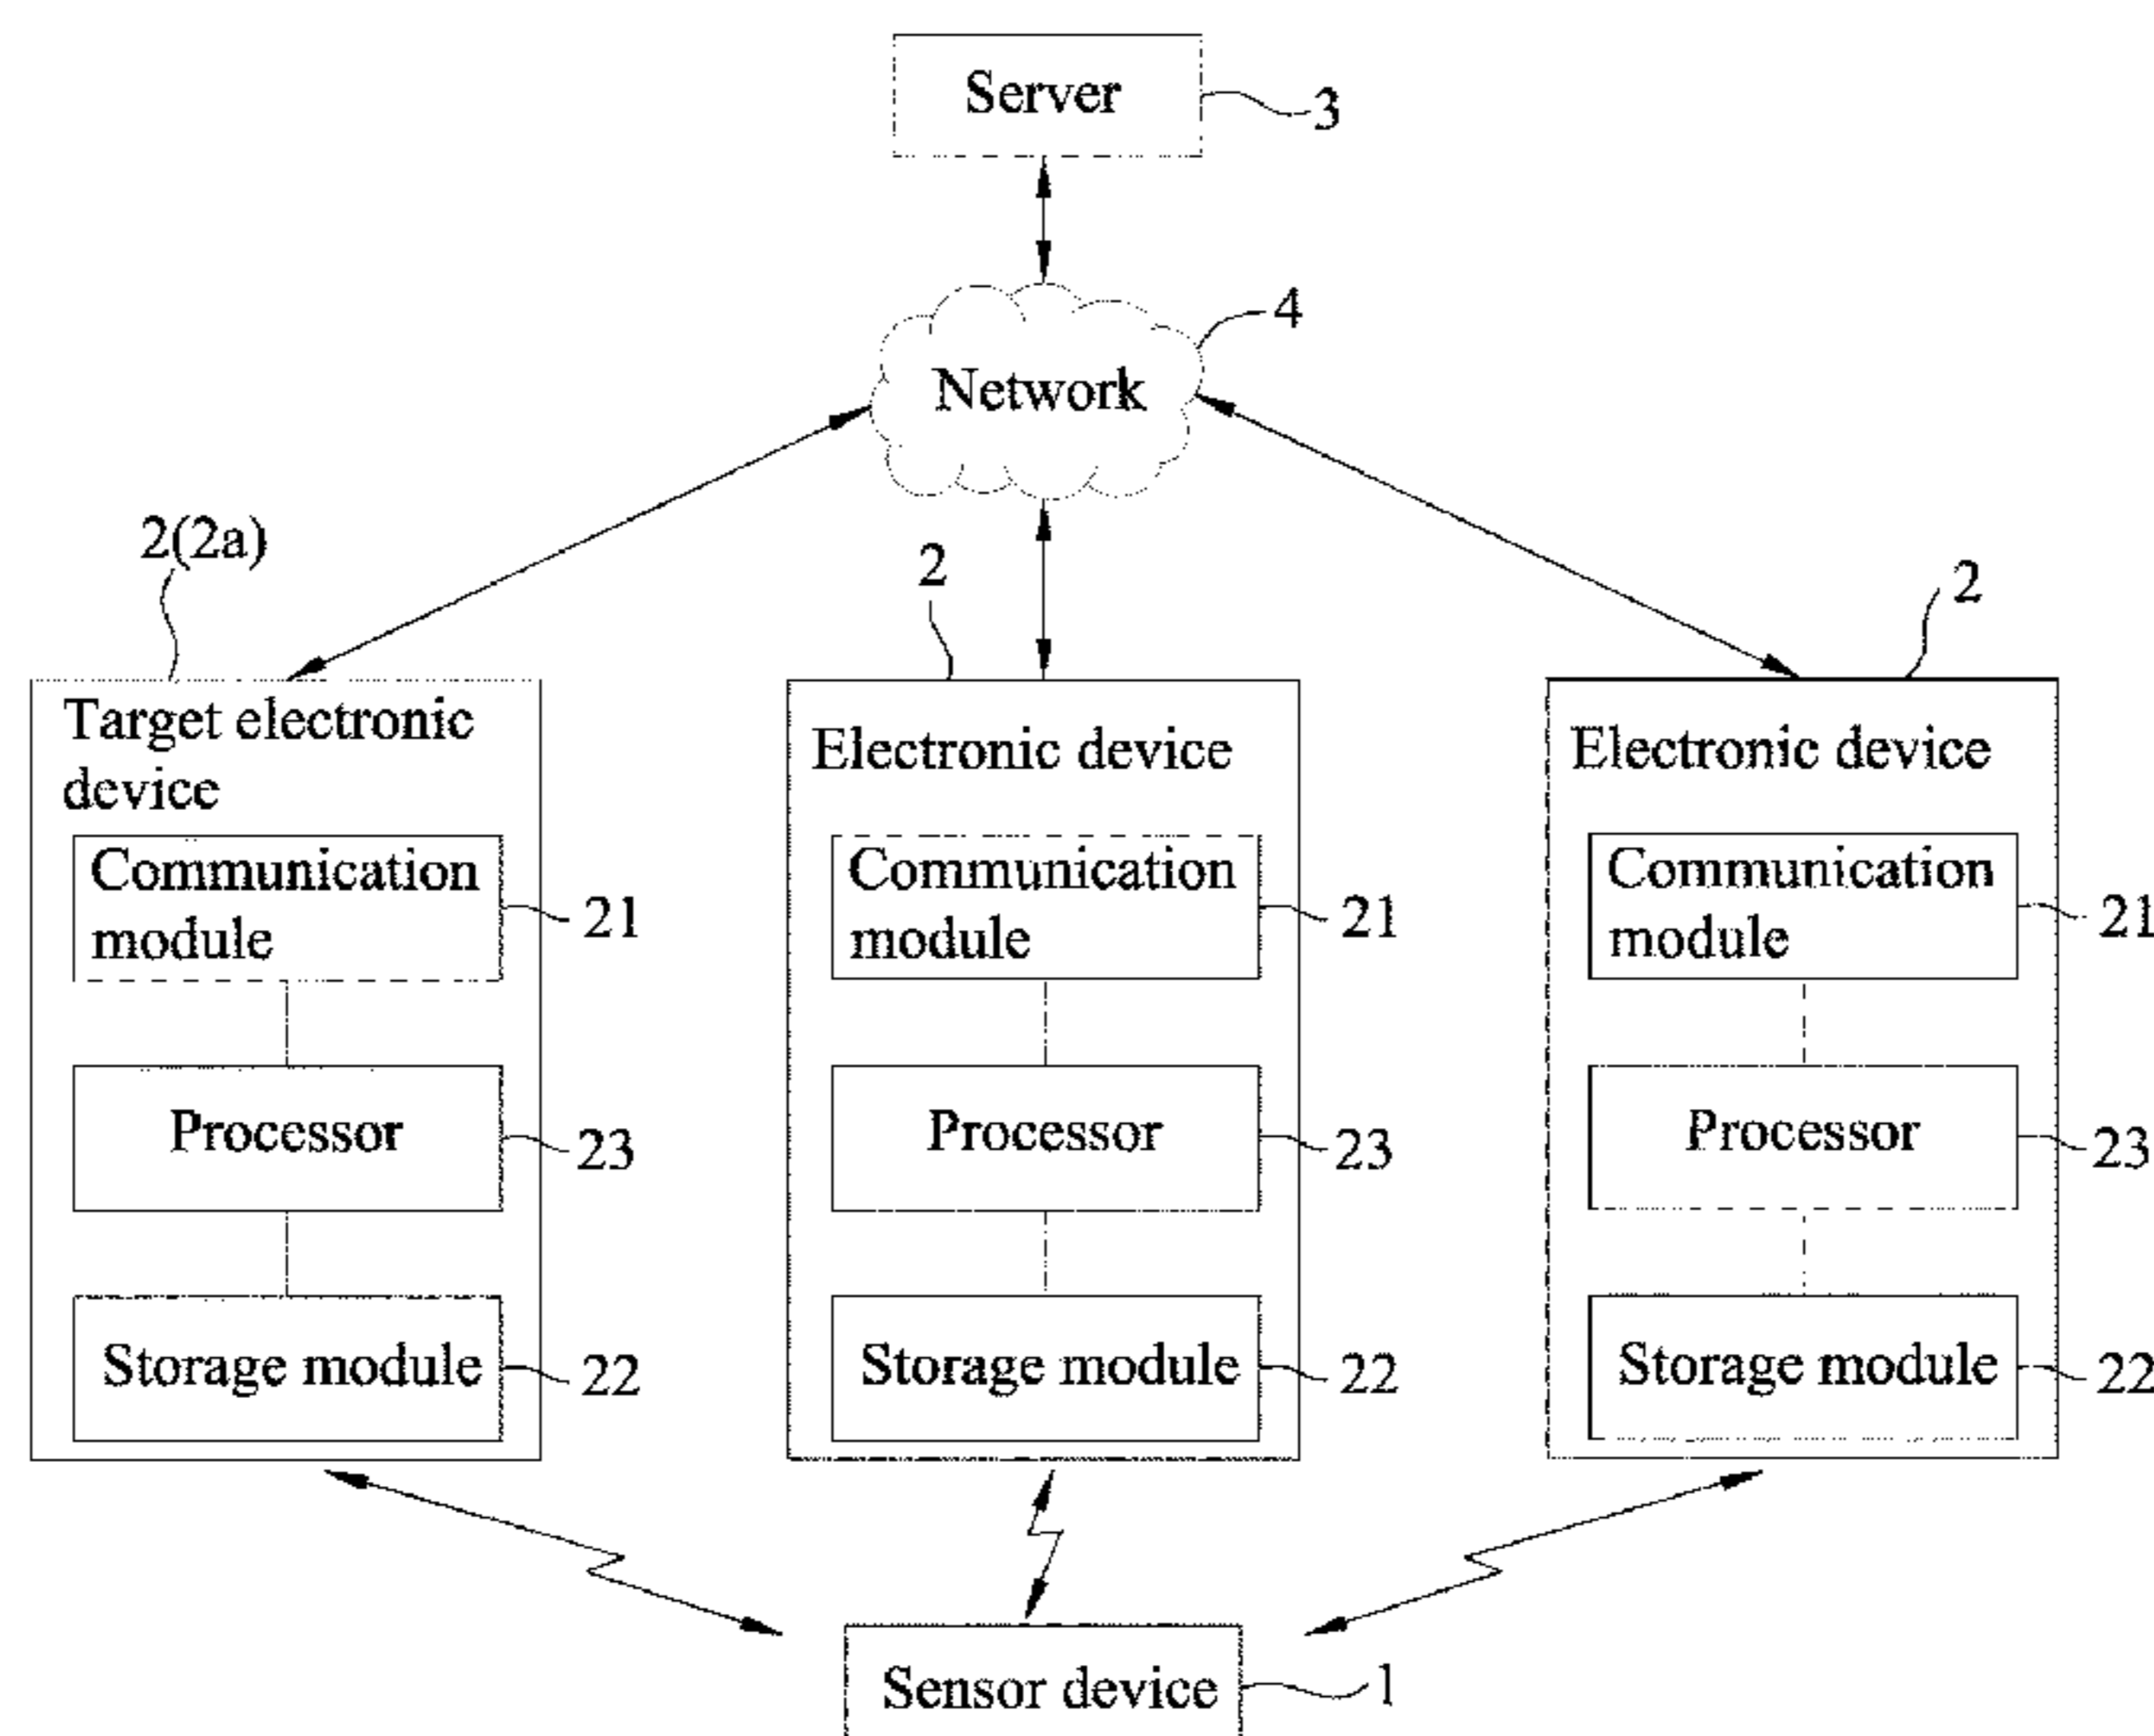 Server
3
4
Network
2(2a)
2
2
Target electronic
device
Communication
module
21
Processor
23
Storage module
22
Electronic device
Communication
module
21
Processor
23
Storage module
22
Electronic device
Communication
module
21
Processor
23
Storage module
22
Sensor device
1